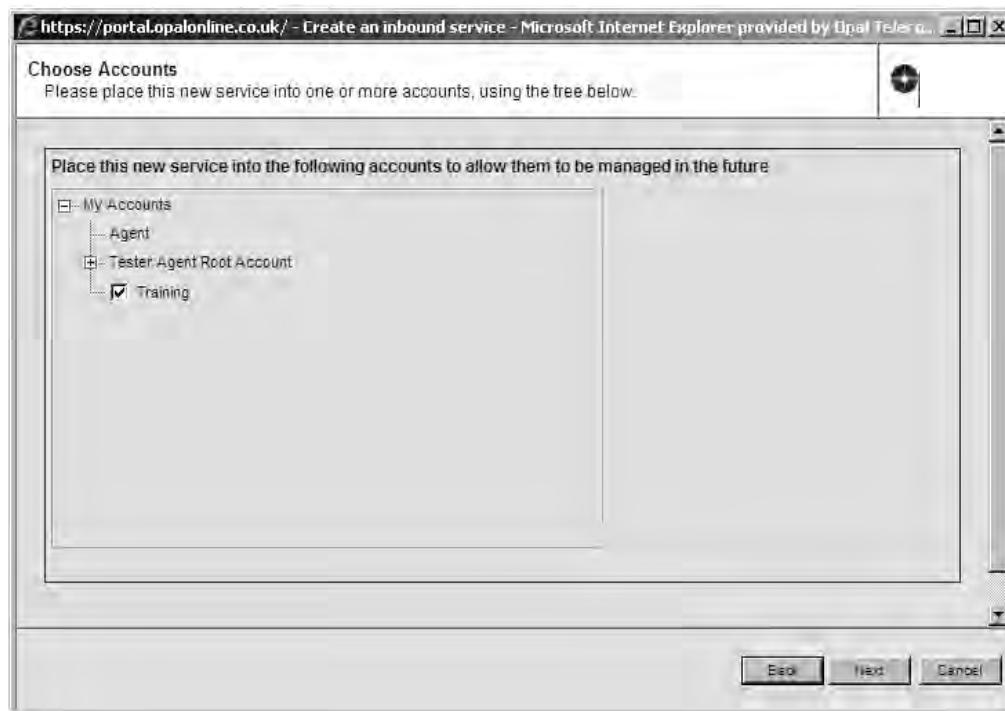 https://portal.opalonline.co.uk/ - Create an inbound service - Microsoft Internet Explorer provided by Opal Teleco...
Choose Accounts
Please place this new service into one or more accounts, using the tree below.
Place this new service into the following accounts to allow them to be managed in the future
My Accounts
Agent
Tester Agent Root Account
Training
Back Next Cancel